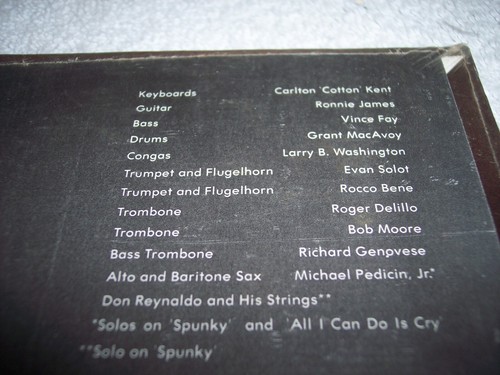 Keyboards Carlton 'Cotton' Kent
Guitar Ronnie James
Bass Vince Fay
Drums Grant MacAvoy
Congas Larry B. Washington
Trumpet and Flugelhorn Evan Solot
Trumpet and Flugelhorn Rocco Bene
Trombone Roger Delillo
Trombone Bob Moore
Bass Trombone Richard Genovese
Alto and Baritone Sax Michael Pedicin, Jr.*
Don Reynaldo and His Strings**
*Solos on 'Spunky' and 'All I Can Do Is Cry'
**Solo on 'Spunky'